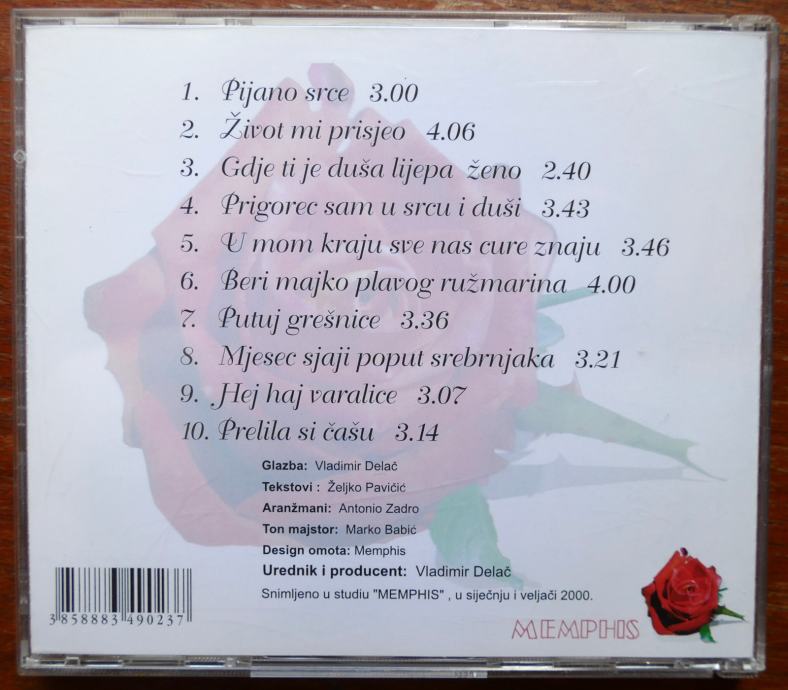 1. Pijano srce 3.00
2. Život mi prisjeo 4.06
3. Gdje ti je duša lijepa ženo 2.40
4. Prigorec sam u srcu i duši 3.43
5. U mom kraju sve nas cure znaju 3.46
6. Beri majko plavog ružmarina 4.00
7. Putuj grešnice 3.36
8. Mjesec sjaji poput srebrnjaka 3.21
9. Hej haj varalice 3.07
10. Prelila si čašu 3.14
Glazba: Vladimir Delač
Tekstovi : Željko Pavičić
Aranžmani: Antonio Zadro
Ton majstor: Marko Babić
Design omota: Memphis
Urednik i producent: Vladimir Delač
Snimljeno u studiu "MEMPHIS" , u siječnju i veljači 2000.
3 858883 490237
MEMPHIS